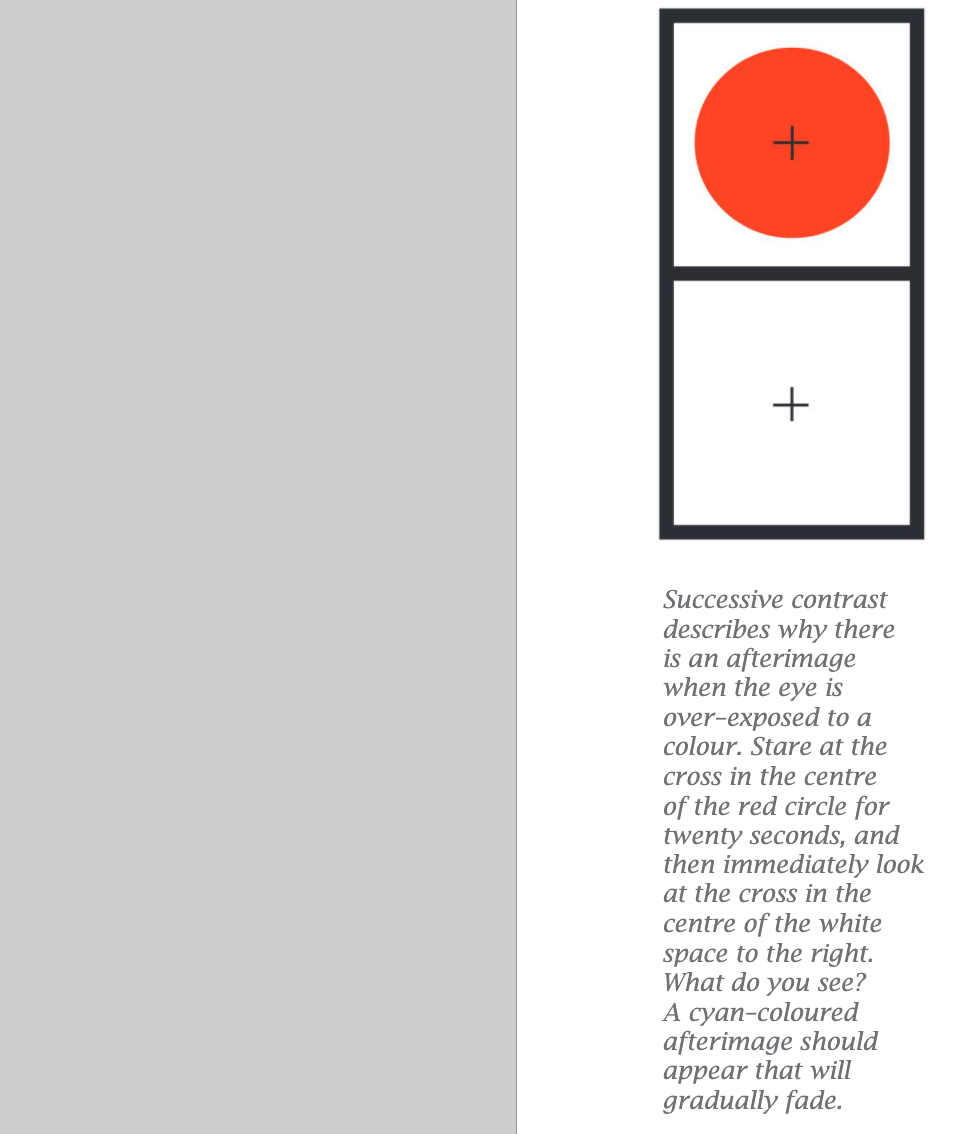 Successive contrast
describes why there
is an afterimage
when the eye is
over-exposed to a
colour. Stare at the
cross in the centre
of the red circle for
twenty seconds, and
then immediately look
at the cross in the
centre of the white
space to the right.
What do you see?
A cyan-coloured
afterimage should
appear that will
gradually fade.